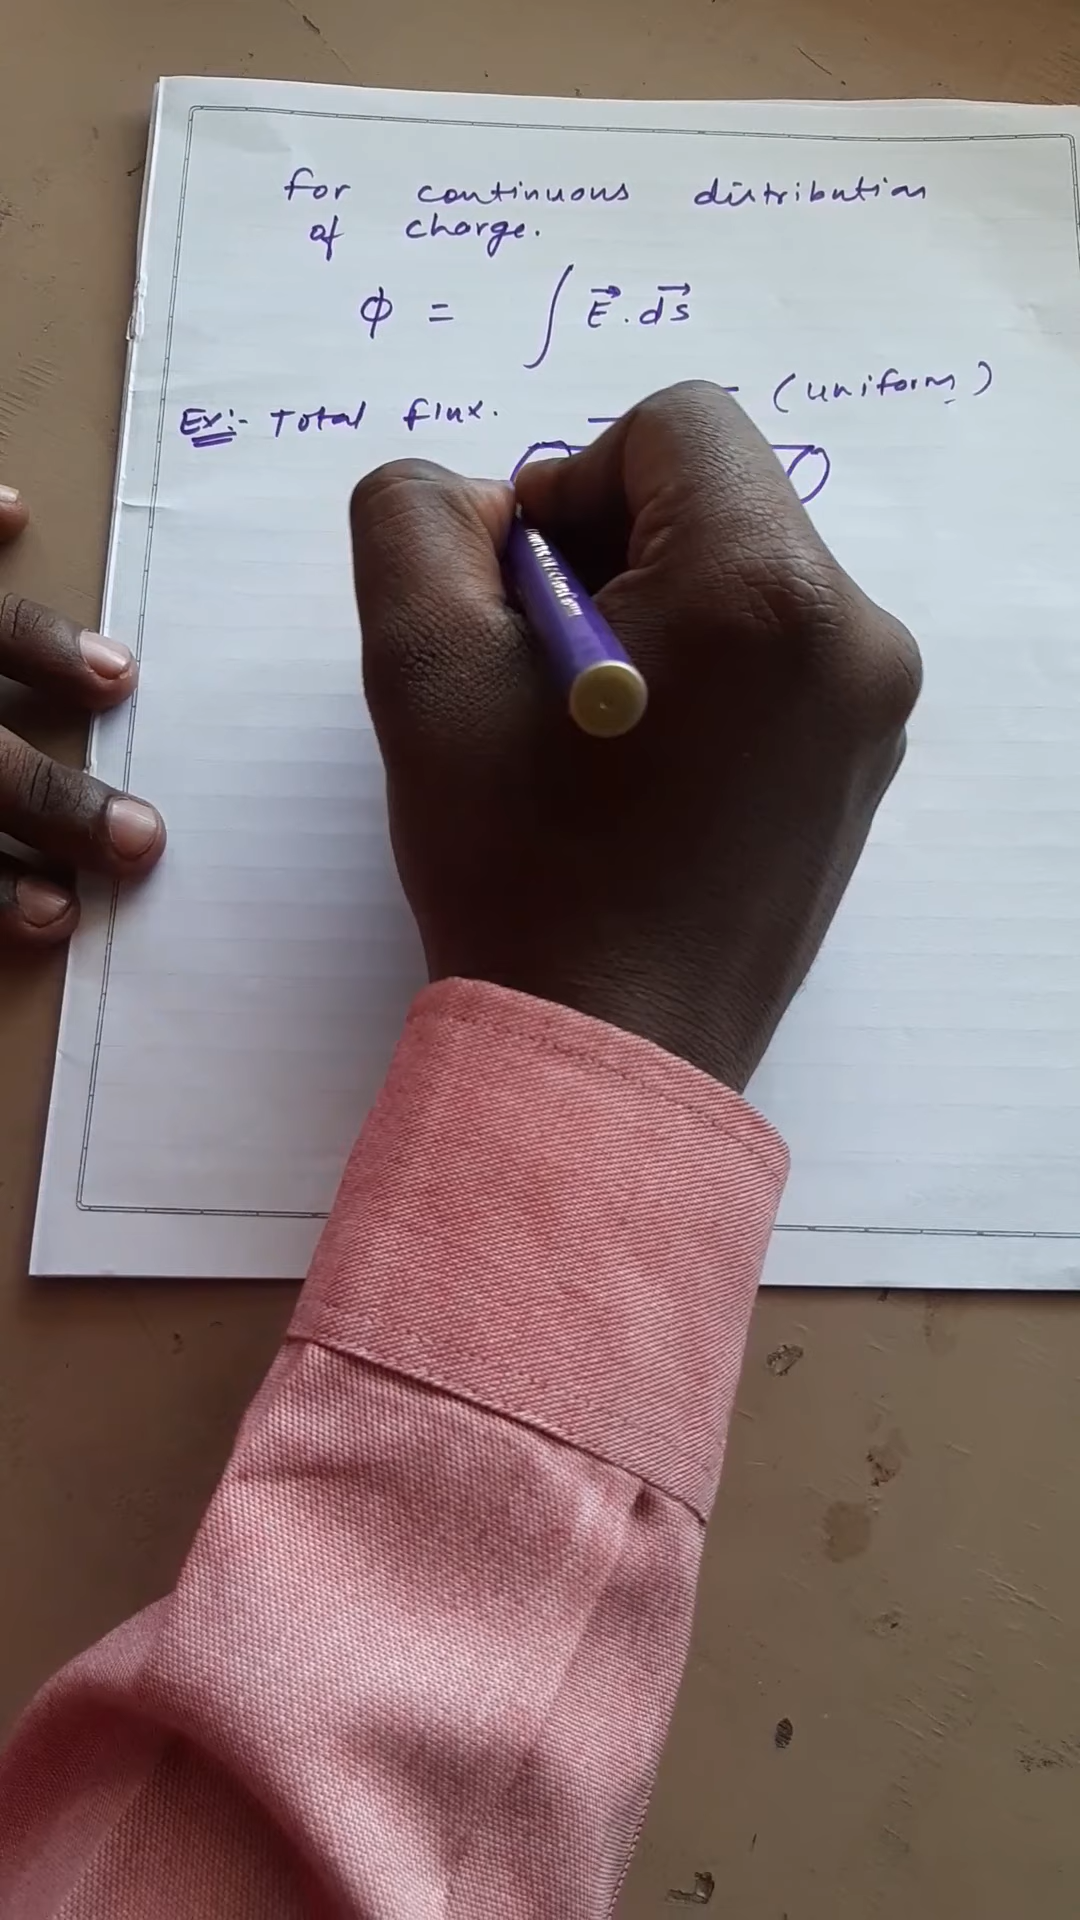 For continuous distribution
of charge.
ϕ = ∫ E⃗ . ds⃗
(uniform)
Ex:- Total flux.